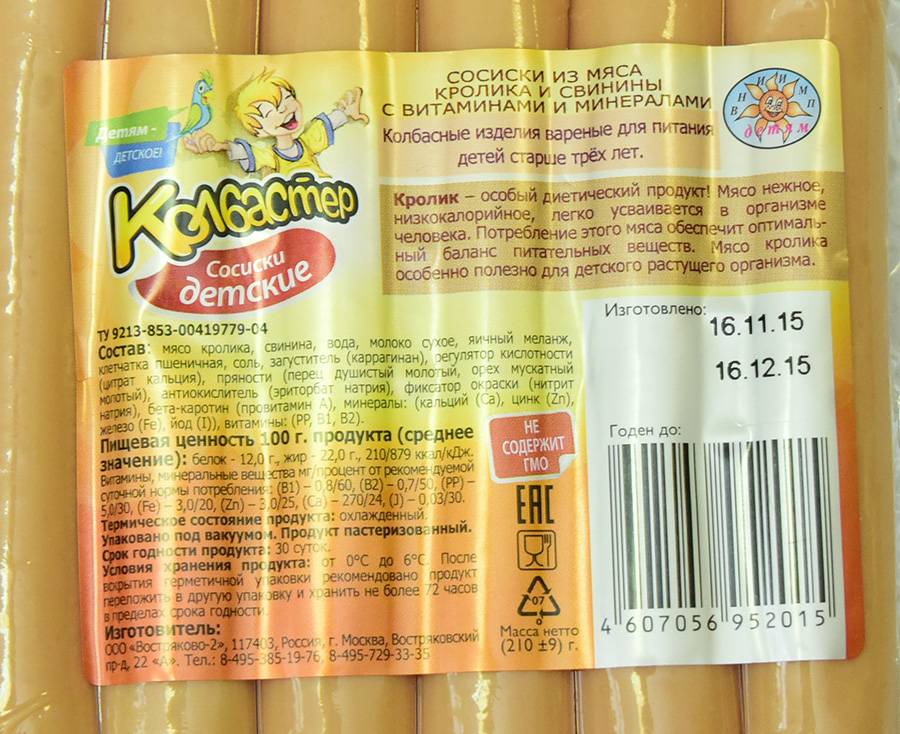 Детям -
ДЕТСКОЕ!
Колбастер
Сосиски
детские
СОСИСКИ ИЗ МЯСА
КРОЛИКА И СВИНИНЫ
С ВИТАМИНАМИ И МИНЕРАЛАМИ
Колбасные изделия вареные для питания
детей старше трёх лет.
ВНИИМП
детям
Кролик – особый диетический продукт! Мясо нежное,
низкокалорийное, легко усваивается в организме
человека. Потребление этого мяса обеспечит оптималь-
ный баланс питательных веществ. Мясо кролика
особенно полезно для детского растущего организма.
ТУ 9213-853-00419779-04
Состав: мясо кролика, свинина, вода, молоко сухое, яичный меланж,
клетчатка пшеничная, соль, загуститель (каррагинан), регулятор кислотности
(цитрат кальция), пряности (перец душистый молотый, орех мускатный
молотый), антиокислитель (эриторбат натрия), фиксатор окраски (нитрит
натрия), бета-каротин (провитамин А), минералы: (кальций (Ca), цинк (Zn),
железо (Fe), йод (I)), витамины: (PP, B1, B2).
Пищевая ценность 100 г. продукта (среднее
значение): белок - 12,0 г., жир - 22,0 г., 210/879 ккал/кДж.
Витамины, минеральные вещества мг/процент от рекомендуемой
суточной нормы потребления: (B1) – 0,8/60, (B2) – 0,7/50, (PP) –
5,0/30, (Fe) – 3,0/20, (Zn) – 3,0/25, (Ca) – 270/24, (J) – 0.03/30.
Термическое состояние продукта: охлажденный.
Упаковано под вакуумом. Продукт пастеризованный.
Срок годности продукта: 30 суток.
Условия хранения продукта: от 0°С до 6°С. После
вскрытия герметичной упаковки рекомендовано продукт
переложить в другую упаковку и хранить не более 72 часов
в пределах срока годности.
Изготовитель:
ООО «Востряково-2», 117403, Россия, г. Москва, Востряковский
пр-д, 22 «А». Тел.: 8-495-385-19-76, 8-495-729-33-35
НЕ
СОДЕРЖИТ
ГМО
EAC
07
Масса нетто
(210 ±9) г.
Изготовлено:
16.11.15
16.12.15
Годен до:
4 607056 952015